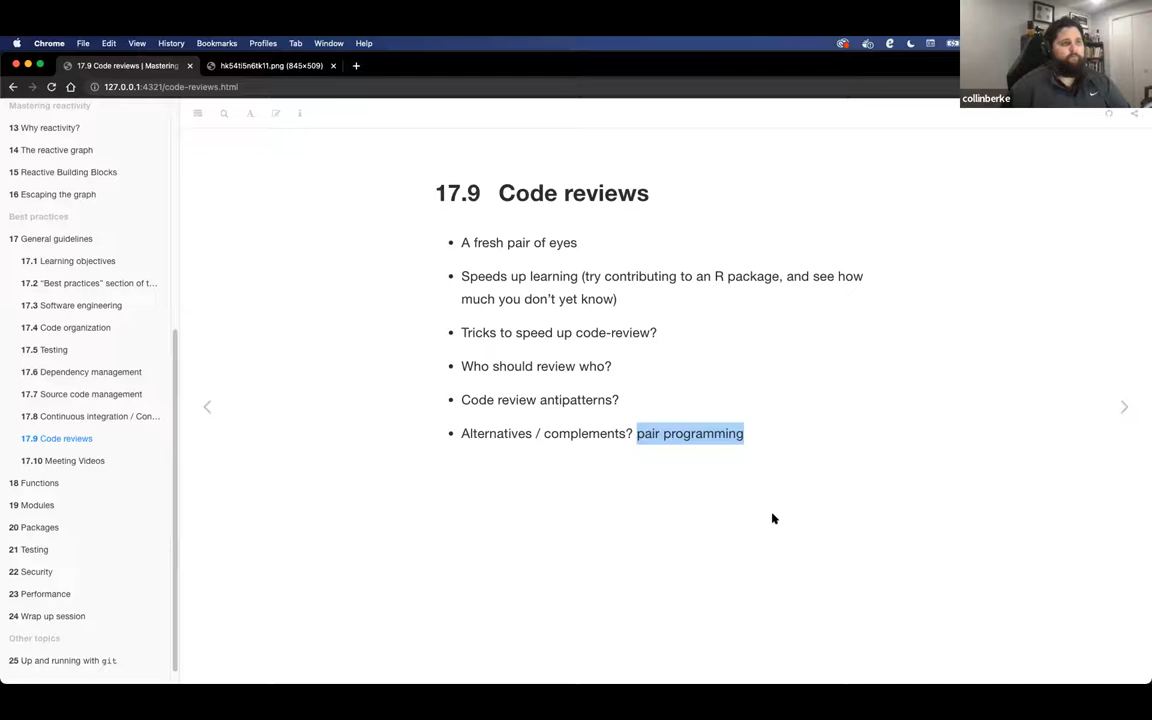 Chrome File Edit View History Bookmarks Profiles Tab Window Help
17.9 Code reviews | Mastering
hk54ti5n6tk11.png (845×509)
127.0.0.1:4321/code-reviews.html
collinberke
Mastering reactivity
13 Why reactivity?
14 The reactive graph
15 Reactive Building Blocks
16 Escaping the graph
Best practices
17 General guidelines
17.1 Learning objectives
17.2 "Best practices" section of t...
17.3 Software engineering
17.4 Code organization
17.5 Testing
17.6 Dependency management
17.7 Source code management
17.8 Continuous integration / Con...
17.9 Code reviews
17.10 Meeting Videos
18 Functions
19 Modules
20 Packages
21 Testing
22 Security
23 Performance
24 Wrap up session
Other topics
25 Up and running with git
17.9 Code reviews
• A fresh pair of eyes
• Speeds up learning (try contributing to an R package, and see how
much you don't yet know)
• Tricks to speed up code-review?
• Who should review who?
• Code review antipatterns?
• Alternatives / complements? pair programming